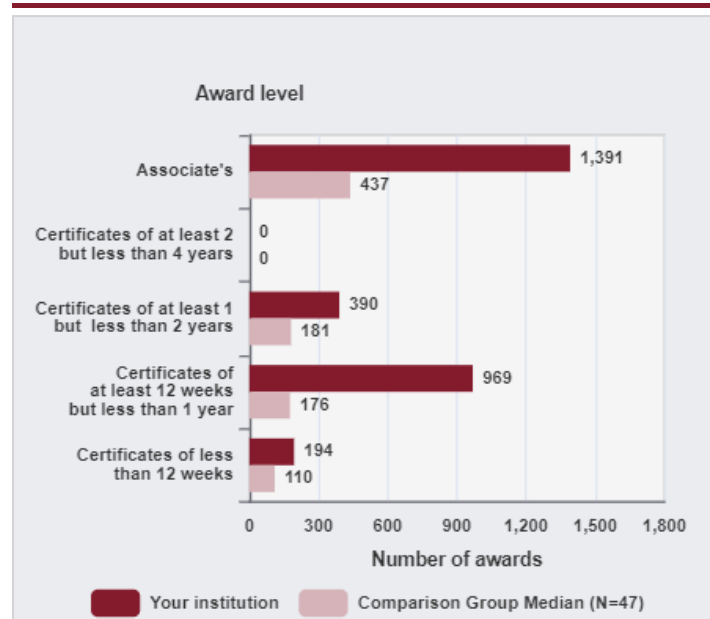 Award level
Associate's
1,391
437
Certificates of at least 2
but less than 4 years
0
0
Certificates of at least 1
but less than 2 years
390
181
Certificates of
at least 12 weeks
but less than 1 year
969
176
Certificates of less
than 12 weeks
194
110
0 300 600 900 1,200 1,500 1,800
Number of awards
Your institution Comparison Group Median (N=47)